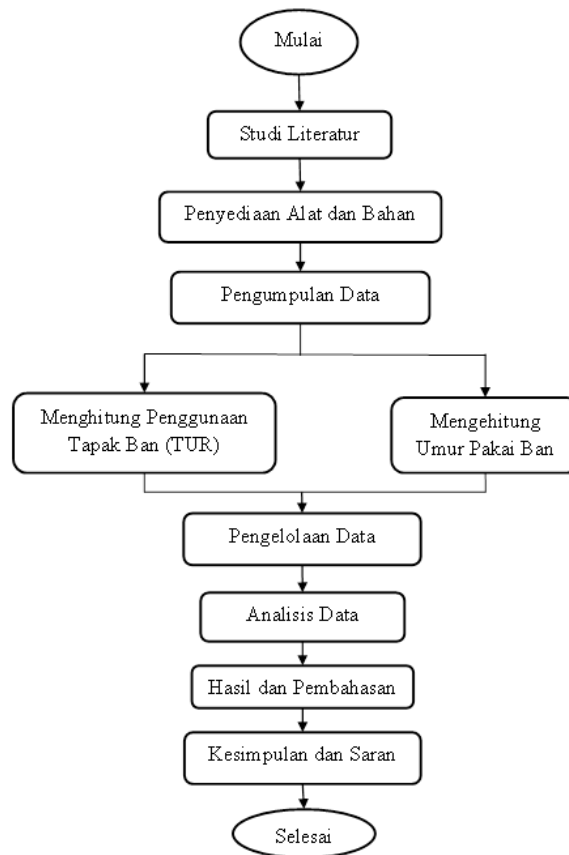 Mulai
Studi Literatur
Penyediaan Alat dan Bahan
Pengumpulan Data
Menghitung Penggunaan
Tapak Ban (TUR)
Mengehitung
Umur Pakai Ban
Pengelolaan Data
Analisis Data
Hasil dan Pembahasan
Kesimpulan dan Saran
Selesai